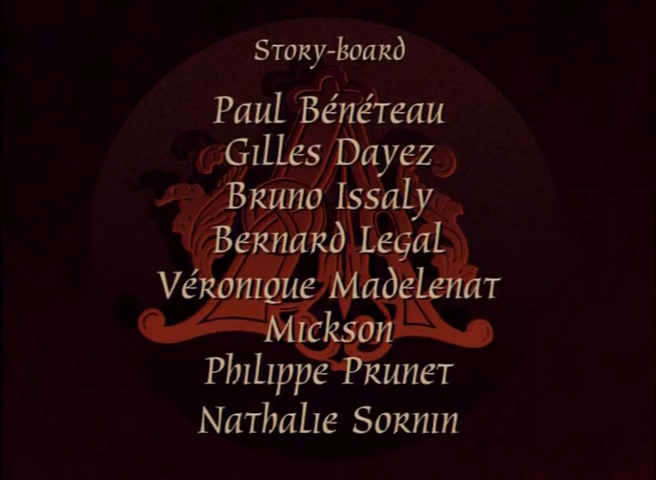 Story-board
Paul Bénéteau
Gilles Dayez
Bruno Issaly
Bernard Legal
Véronique Madelenat
Mickson
Philippe Prunet
Nathalie Sornin